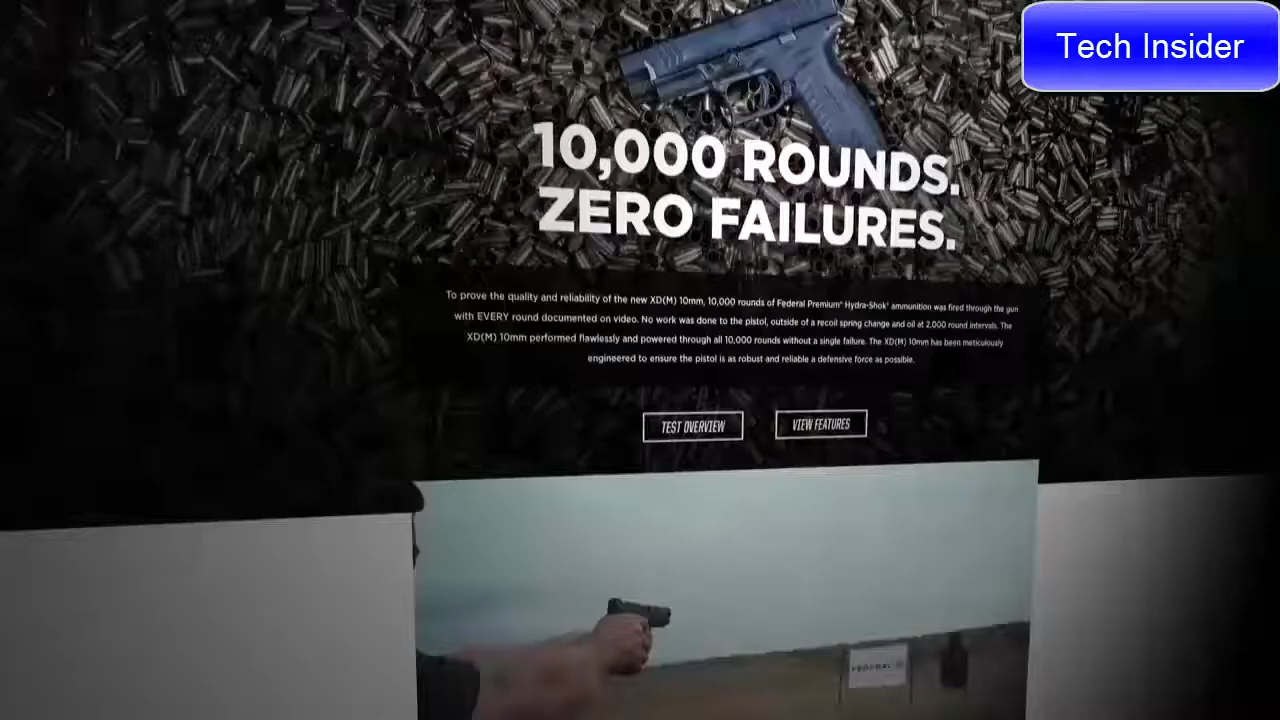 Tech Insider
10,000 ROUNDS.
ZERO FAILURES.
To prove the quality and reliability of the new XD(M) 10mm, 10,000 rounds of Federal Premium® Hydra-Shok® ammunition was fired through the gun
with EVERY round documented on video. No work was done to the pistol, outside of a recoil spring change and oil at 2,000 round intervals. The
XD(M) 10mm performed flawlessly and powered through all 10,000 rounds without a single failure. The XD(M) 10mm has been meticulously
engineered to ensure the pistol is as robust and reliable a defensive force as possible.
TEST OVERVIEW
VIEW FEATURES
FEDERAL